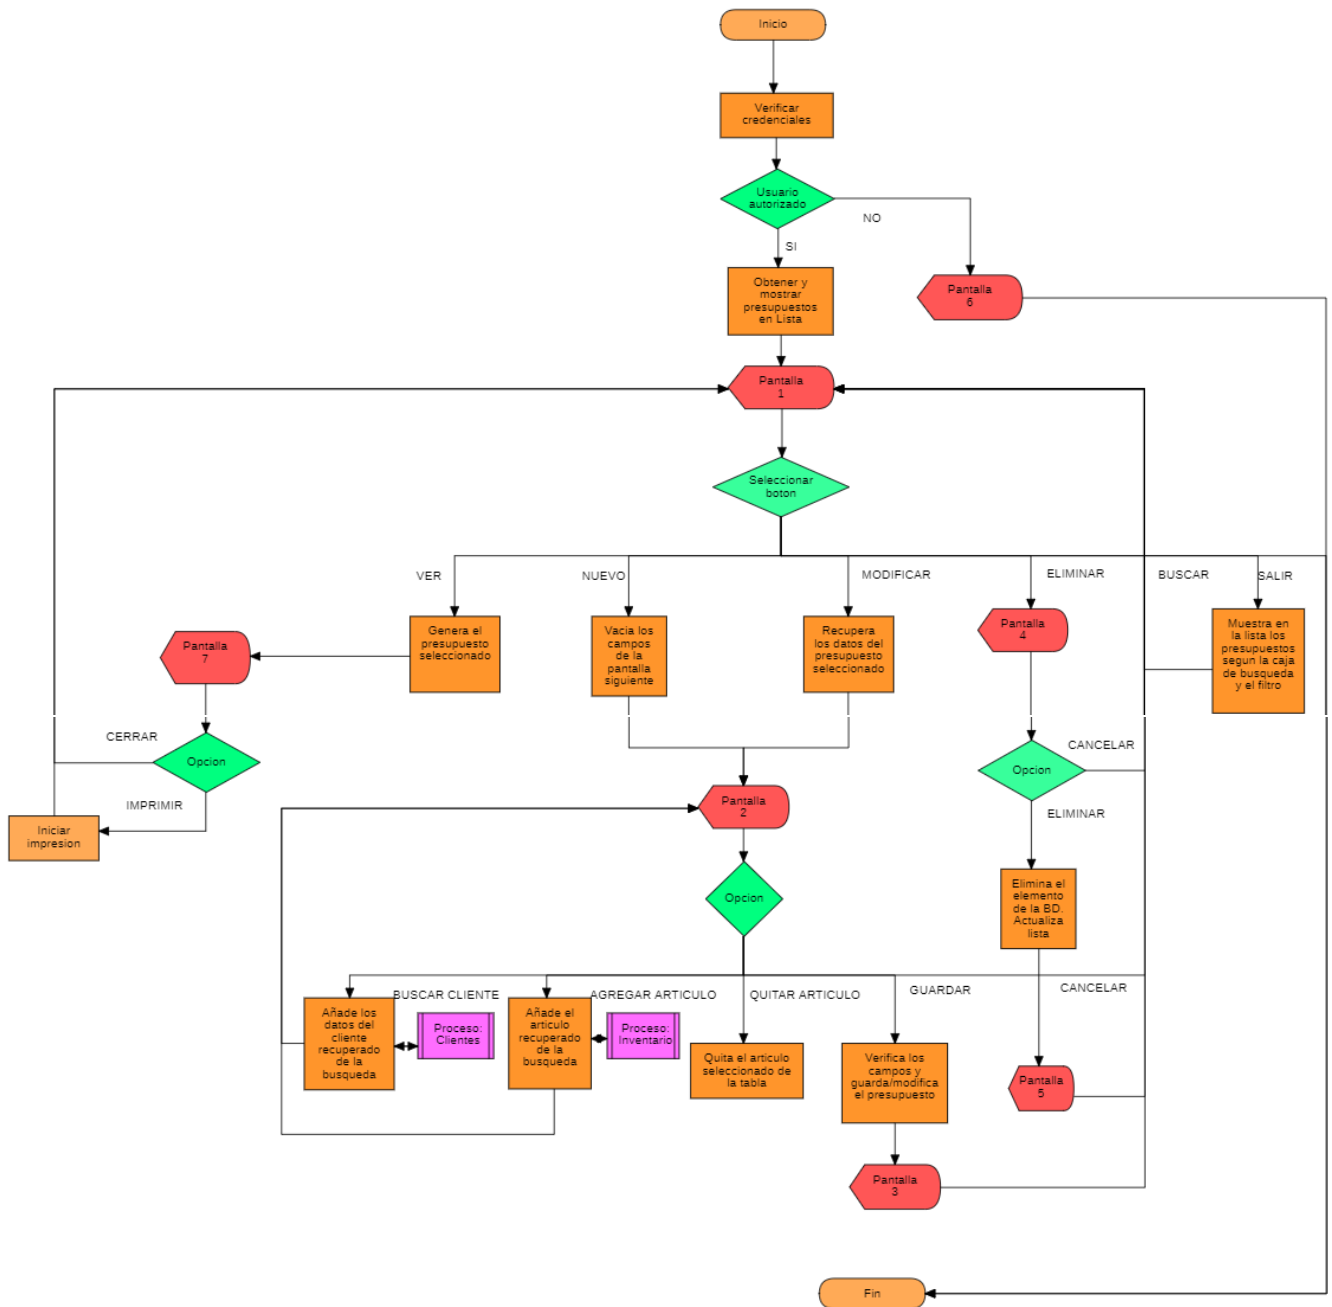 Inicio
Verificar
credenciales
Usuario
autorizado
NO
SI
Obtener y
mostrar
presupuestos
en Lista
Pantalla
6
Pantalla
1
Seleccionar
boton
VER
NUEVO
MODIFICAR
ELIMINAR
BUSCAR
SALIR
Genera el
presupuesto
seleccionado
Vacia los
campos
de la
pantalla
siguiente
Recupera
los datos del
presupuesto
seleccionado
Pantalla
4
Muestra en
la lista los
presupuestos
segun la caja
de busqueda
y el filtro
Pantalla
7
CERRAR
Opcion
IMPRIMIR
Iniciar
impresion
CANCELAR
Opcion
ELIMINAR
Pantalla
2
Opcion
Elimina el
elemento
de la BD.
Actualiza
lista
BUSCAR CLIENTE
AGREGAR ARTICULO
QUITAR ARTICULO
GUARDAR
CANCELAR
Añade los
datos del
cliente
recuperado
de la
busqueda
Proceso:
Clientes
Añade el
articulo
recuperado
de la
busqueda
Proceso:
Inventario
Quita el articulo
seleccionado de
la tabla
Verifica los
campos y
guarda/modifica
el presupuesto
Pantalla
5
Pantalla
3
Fin